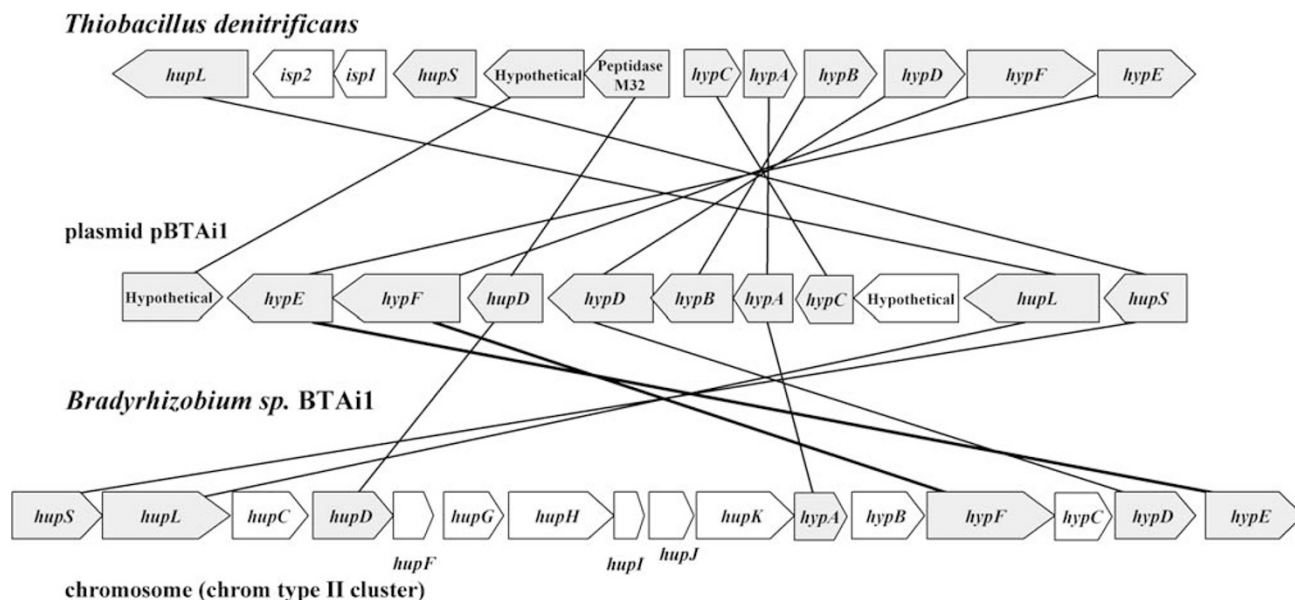 Thiobacillus denitrificans
hupL isp2 ispI hupS Hypothetical Peptidase M32 hypC hypA hypB hypD hypF hypE
plasmid pBTAi1
Hypothetical hypE hypF hupD hypD hypB hypA hypC Hypothetical hupL hupS
Bradyrhizobium sp. BTAi1
hupS hupL hupC hupD hupG hupH hupK hypA hypB hypF hypC hypD hypE
hupF hupI hupJ
chromosome (chrom type II cluster)